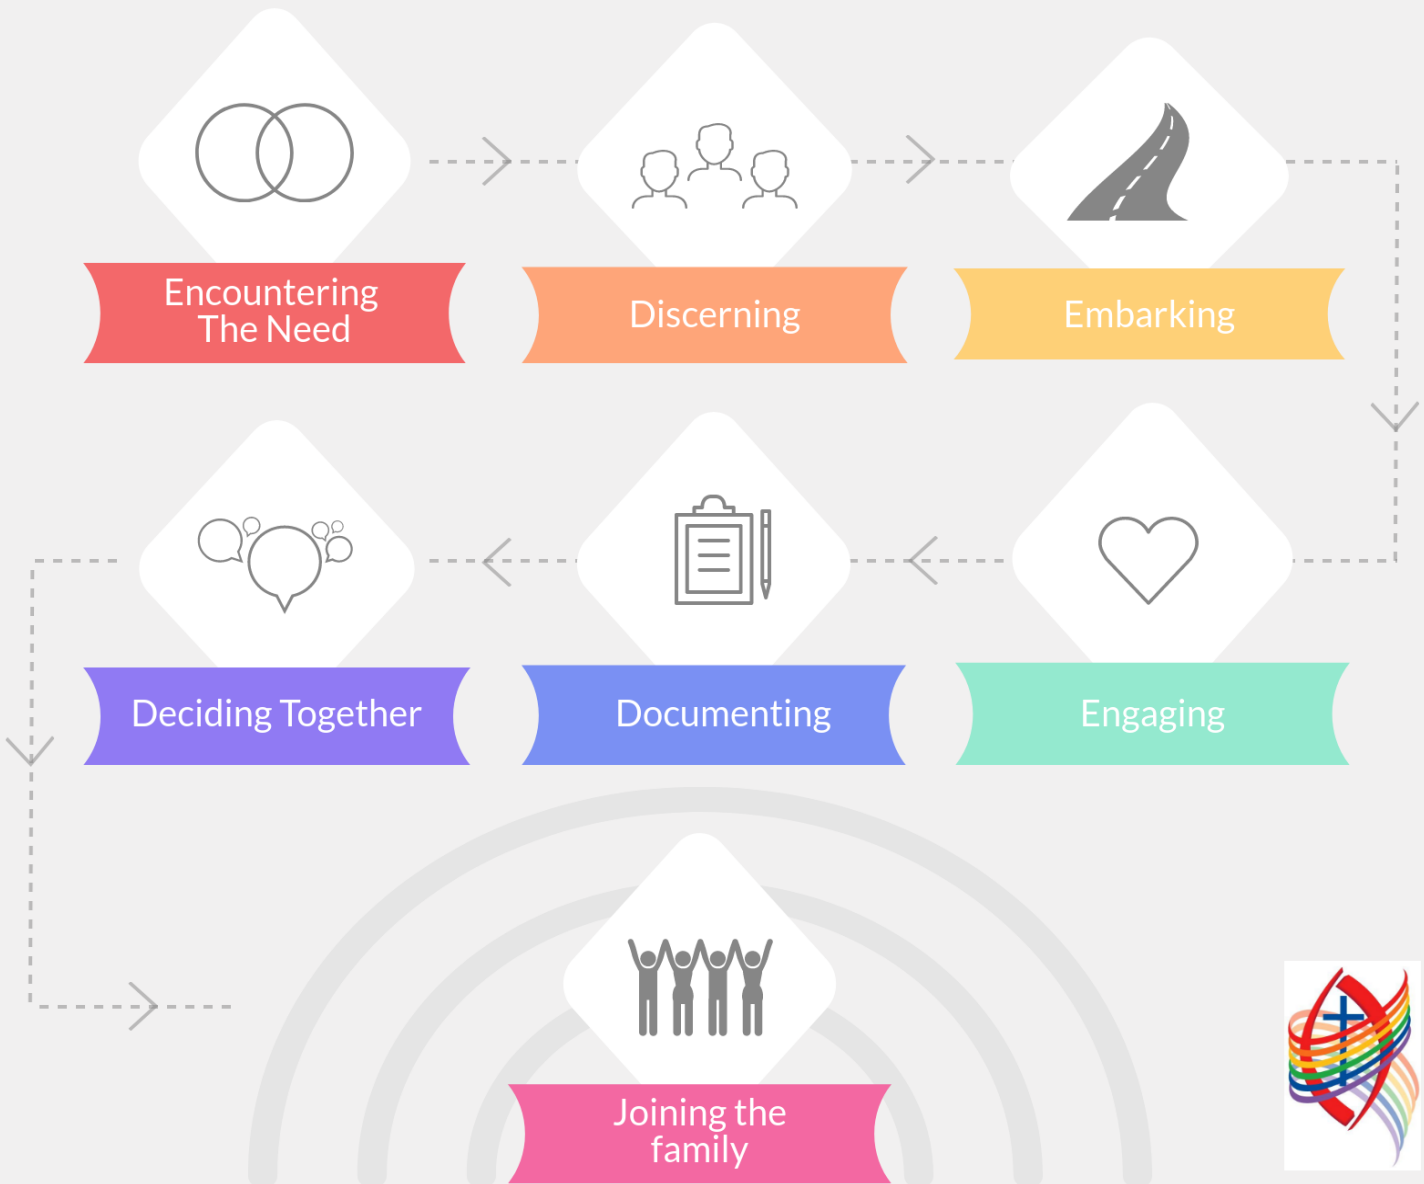 Encountering
The Need
Discerning
Embarking
Engaging
Documenting
Deciding Together
Joining the
family